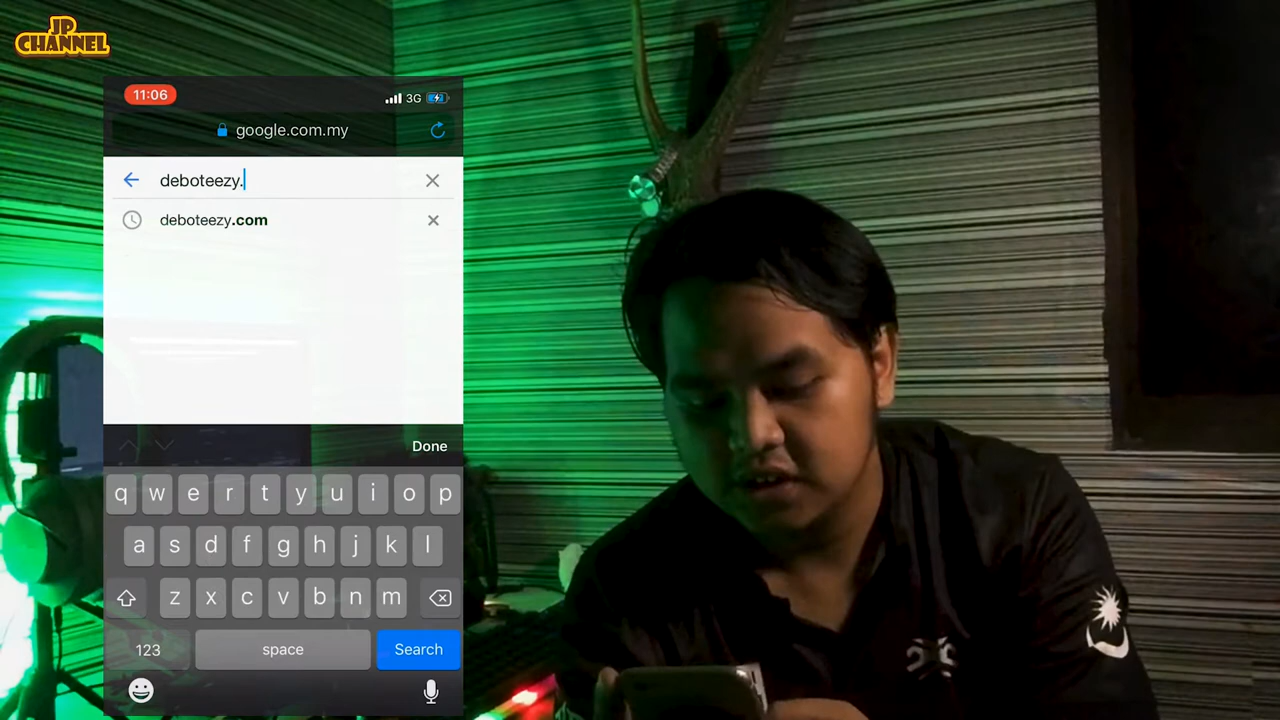 JP
CHANNEL
11:06
3G
google.com.my
deboteezy.
deboteezy.com
Done
q w e r t y u i o p
a s d f g h j k l
z x c v b n m
123
space
Search